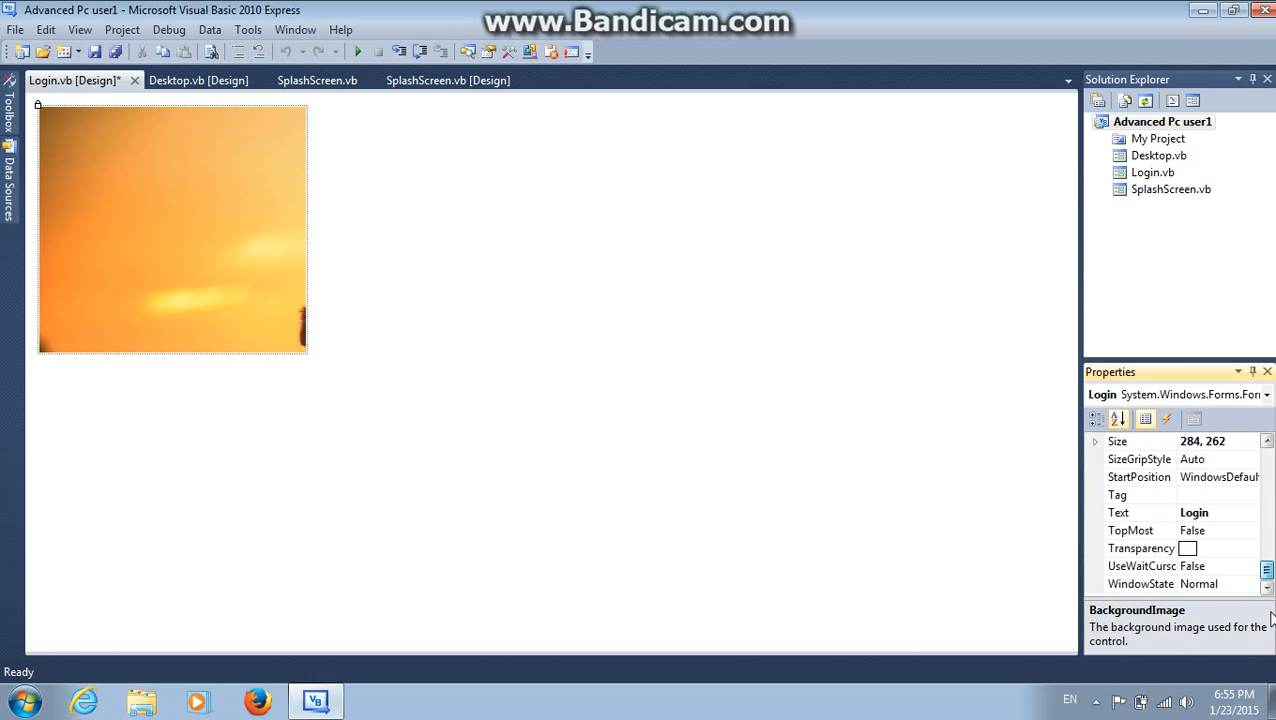 Advanced Pc user1 - Microsoft Visual Basic 2010 Express
www.Bandicam.com
File Edit View Project Debug Data Tools Window Help
Login.vb [Design]* Desktop.vb [Design] SplashScreen.vb SplashScreen.vb [Design]
Toolbox
Data Sources
Solution Explorer
Advanced Pc user1
My Project
Desktop.vb
Login.vb
SplashScreen.vb
Properties
Login System.Windows.Forms.For
Size 284, 262
SizeGripStyle Auto
StartPosition WindowsDefaul
Tag
Text Login
TopMost False
Transparency
UseWaitCursc False
WindowState Normal
BackgroundImage
The background image used for the
control.
Ready
EN
6:55 PM
1/23/2015